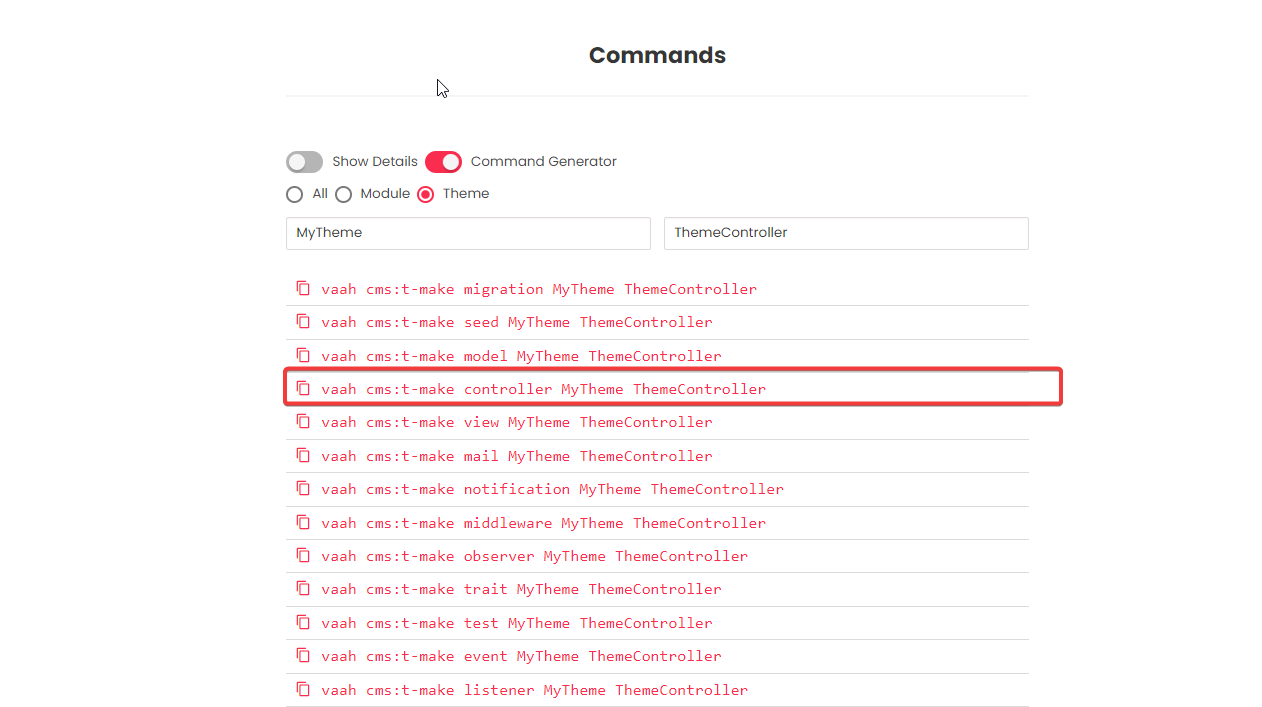 Commands
Show Details Command Generator
All Module Theme
MyTheme ThemeController
vaah cms:t-make migration MyTheme ThemeController
vaah cms:t-make seed MyTheme ThemeController
vaah cms:t-make model MyTheme ThemeController
vaah cms:t-make controller MyTheme ThemeController
vaah cms:t-make view MyTheme ThemeController
vaah cms:t-make mail MyTheme ThemeController
vaah cms:t-make notification MyTheme ThemeController
vaah cms:t-make middleware MyTheme ThemeController
vaah cms:t-make observer MyTheme ThemeController
vaah cms:t-make trait MyTheme ThemeController
vaah cms:t-make test MyTheme ThemeController
vaah cms:t-make event MyTheme ThemeController
vaah cms:t-make listener MyTheme ThemeController